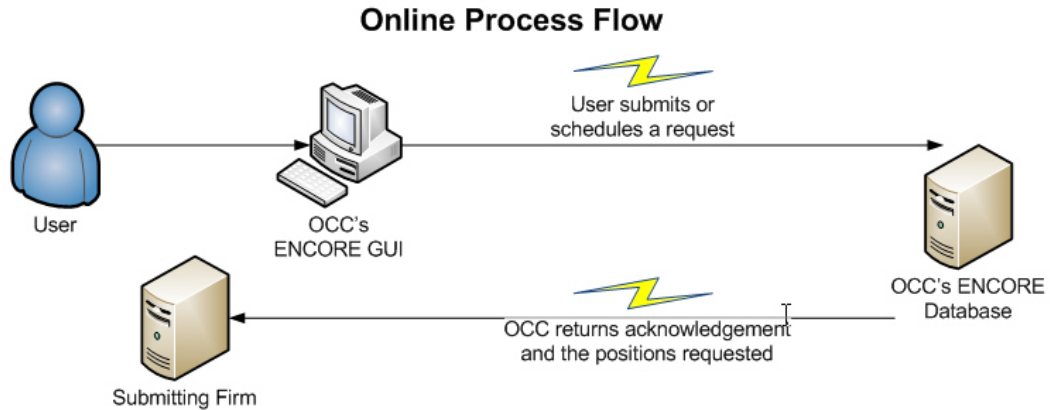 Online Process Flow
User submits or
schedules a request
User
OCC's
ENCORE GUI
OCC's ENCORE
Database
OCC returns acknowledgement
and the positions requested
Submitting Firm